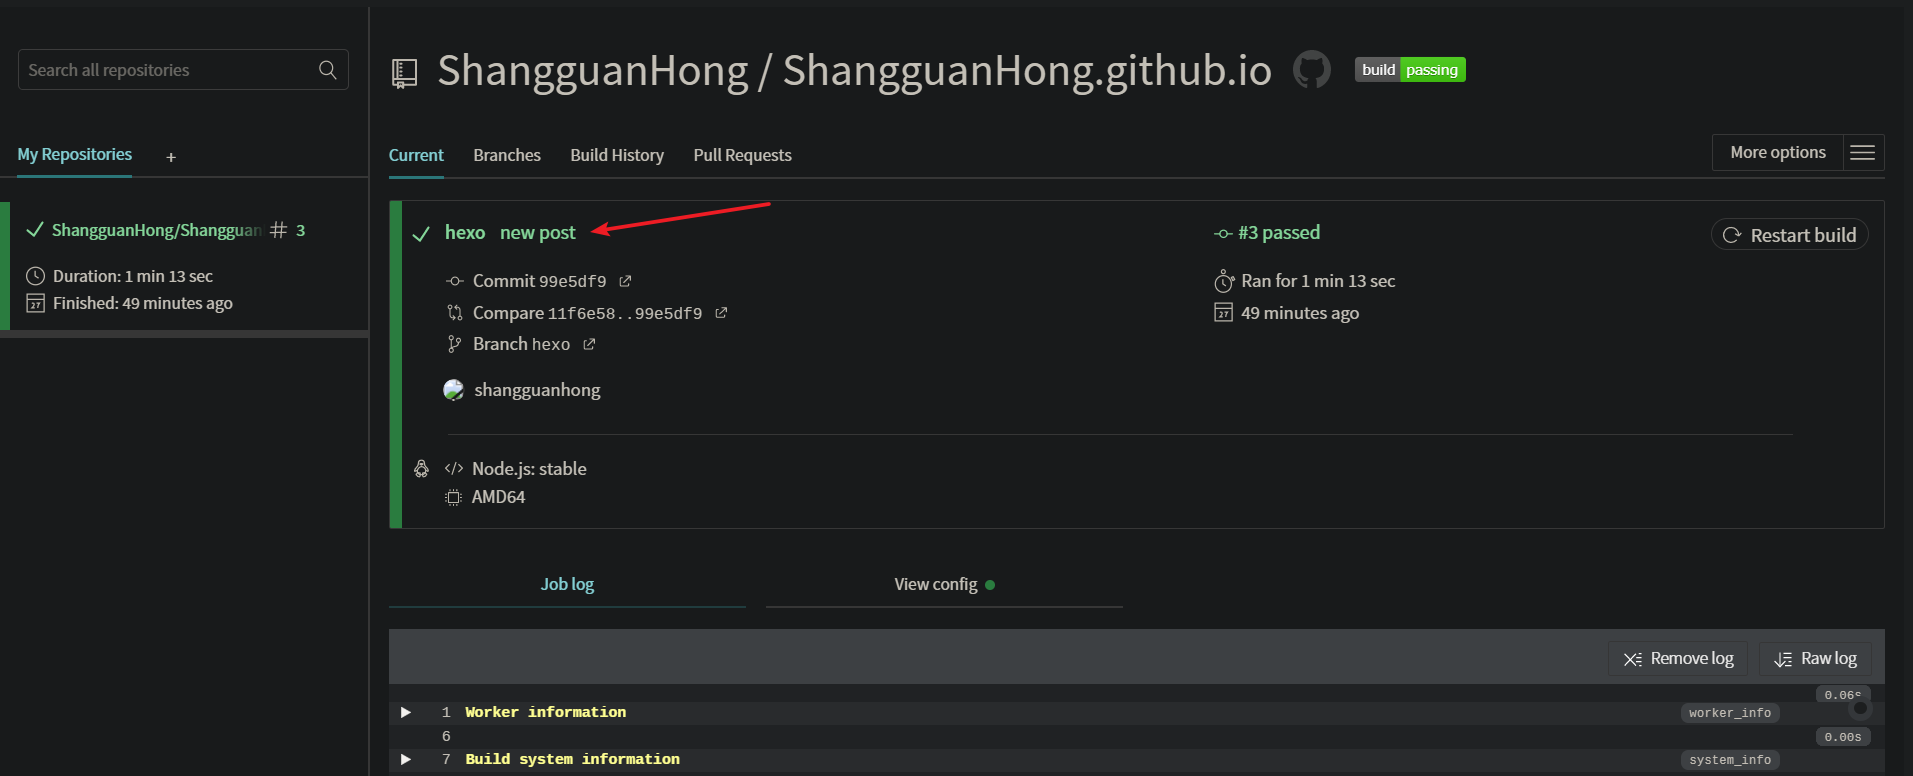 Search all repositories
My Repositories +
ShangguanHong/Shangguan # 3
Duration: 1 min 13 sec
Finished: 49 minutes ago
ShangguanHong / ShangguanHong.github.io build passing
Current Branches Build History Pull Requests More options
hexo new post #3 passed Restart build
Commit 99e5df9 Ran for 1 min 13 sec
Compare 11f6e58..99e5df9 49 minutes ago
Branch hexo
shangguanhong
Node.js: stable
AMD64
Job log View config
Remove log Raw log
0.06s
1 Worker information worker_info
6 0.00s
7 Build system information system_info